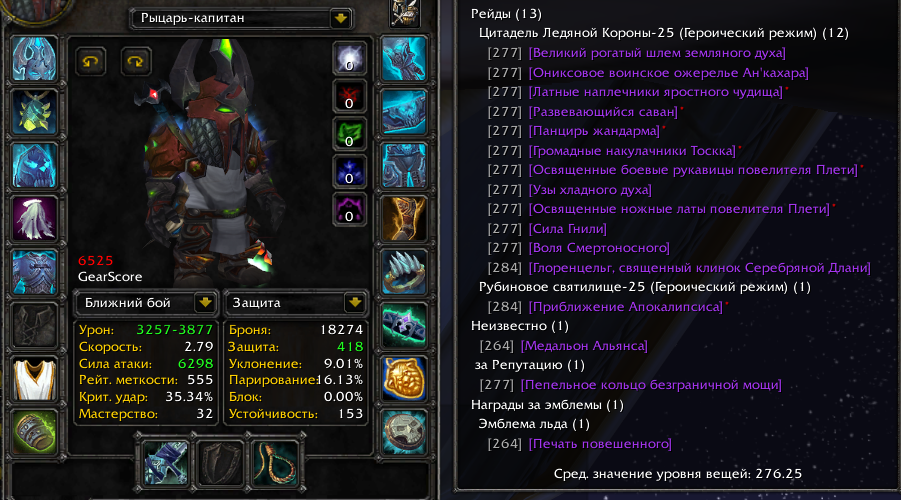 Рыцарь-капитан
0
0
0
0
0
6525
GearScore
Ближний бой
Защита
Урон: 3257-3877
Скорость: 2.79
Сила атаки: 6298
Рейт. меткости: 555
Крит. удар: 35.34%
Мастерство: 32
Броня: 18274
Защита: 418
Уклонение: 9.01%
Парирование: 16.13%
Блок: 0.00%
Устойчивость: 153
Рейды (13)
Цитадель Ледяной Короны-25 (Героический режим) (12)
[277] [Великий рогатый шлем земляного духа]
[277] [Ониксовое воинское ожерелье Ан'кахара]
[277] [Латные наплечники яростного чудища]*
[277] [Развевающийся саван]*
[277] [Панцирь жандарма]*
[277] [Громадные накулачники Тоскка]*
[277] [Освященные боевые рукавицы повелителя Плети]*
[277] [Узы хладного духа]
[277] [Освященные ножные латы повелителя Плети]*
[277] [Сила Гнили]
[277] [Воля Смертоносного]
[284] [Глоренцельг, священный клинок Серебряной Длани]
Рубиновое святилище-25 (Героический режим) (1)
[284] [Приближение Апокалипсиса]*
Неизвестно (1)
[264] [Медальон Альянса]
за Репутацию (1)
[277] [Пепельное кольцо безграничной мощи]
Награды за эмблемы (1)
Эмблема льда (1)
[264] [Печать повешенного]
Сред. значение уровня вещей: 276.25